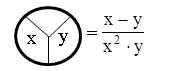 x y = x – y / x² · y